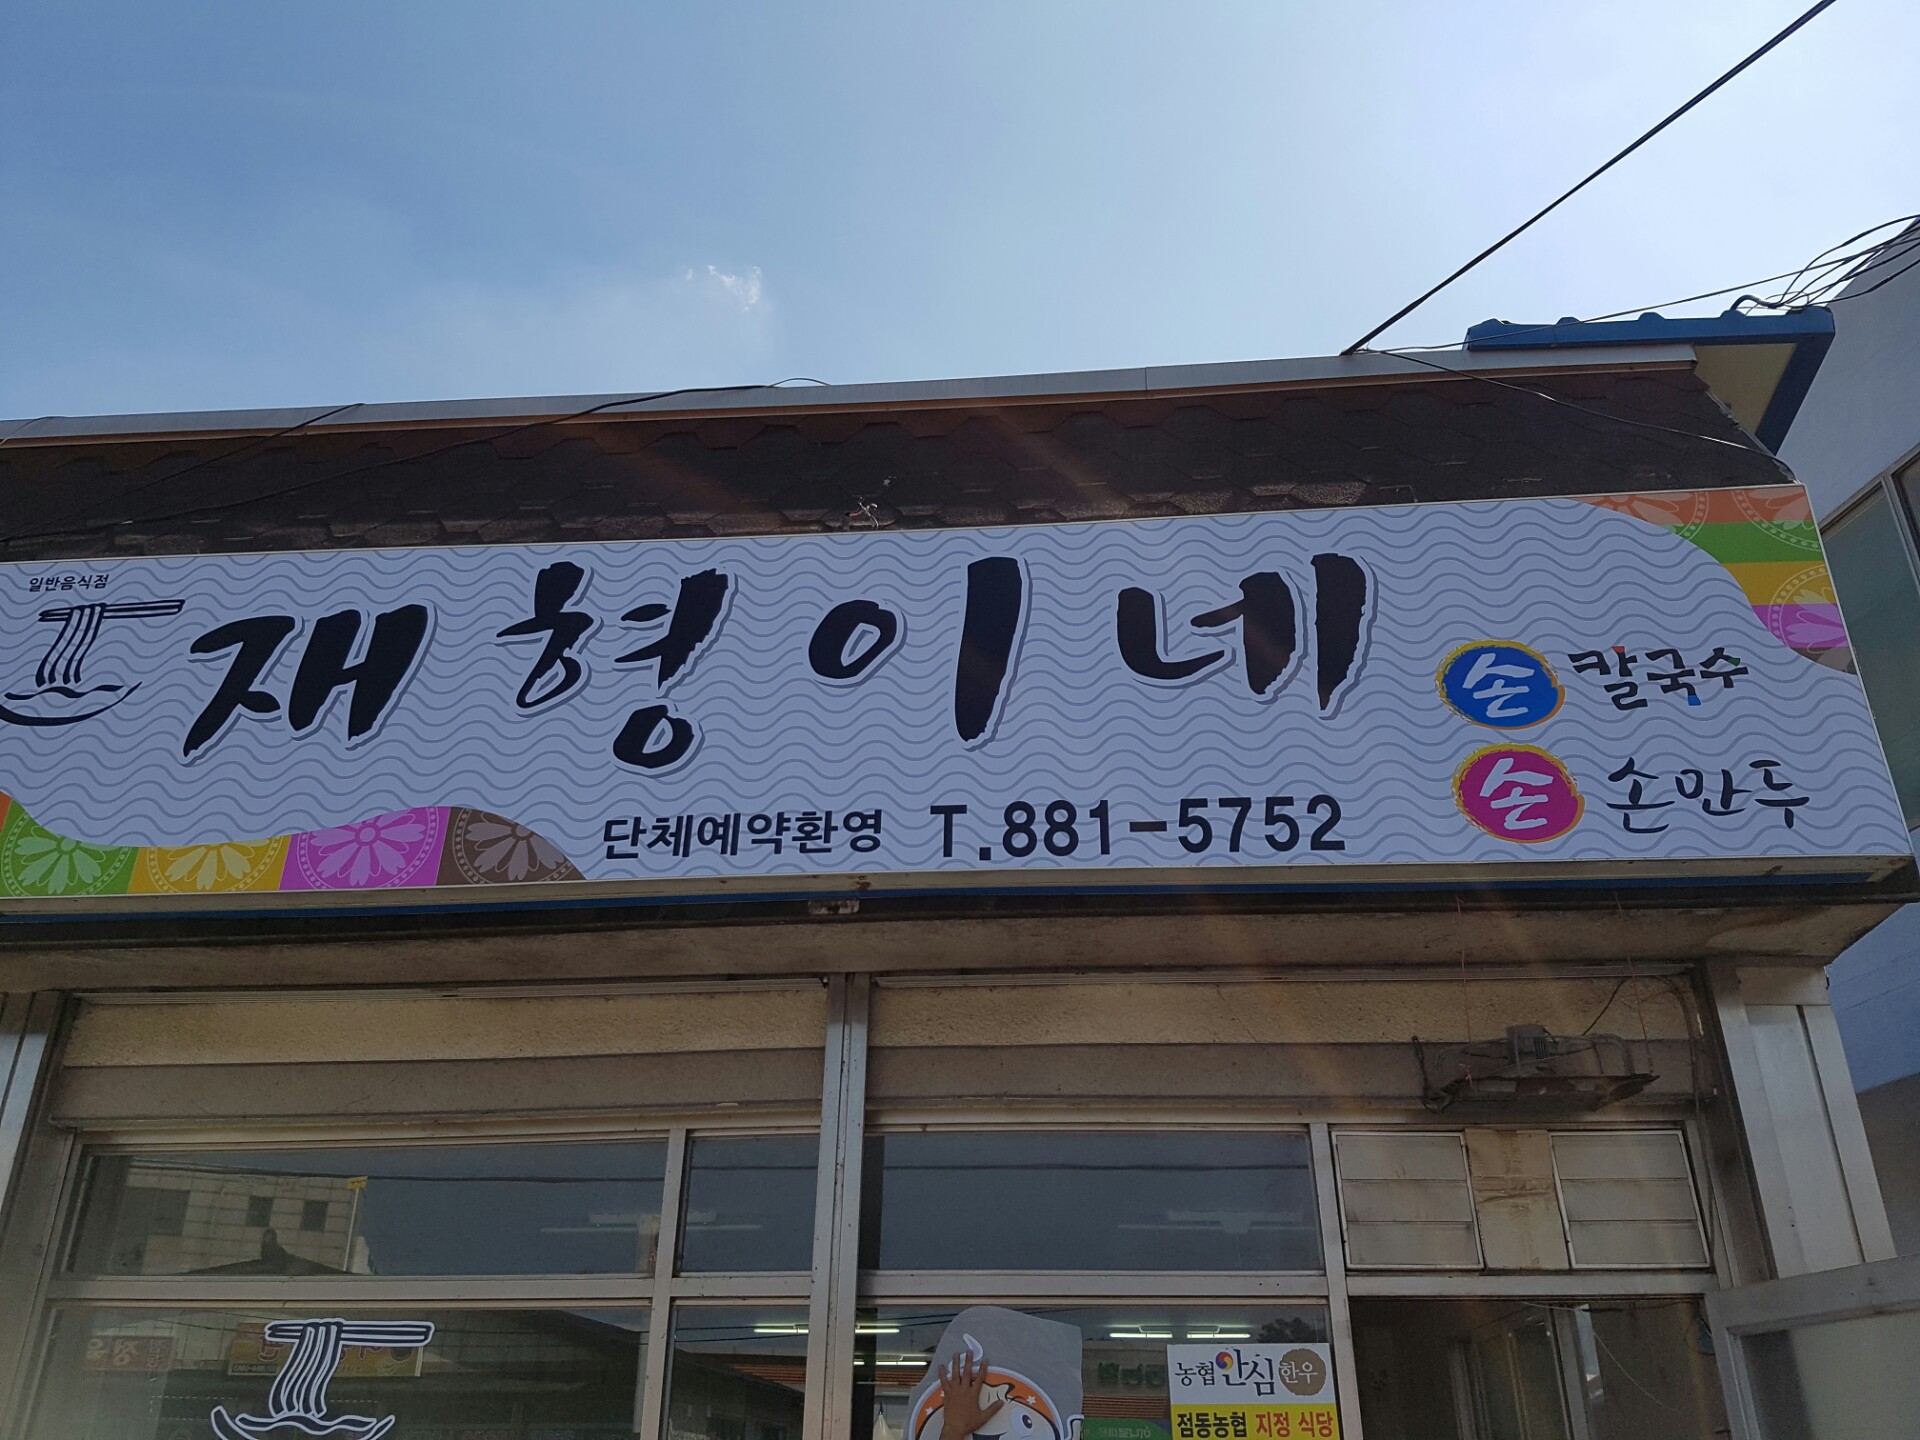 일반음식점
재형이네
손 칼국수
손 손만두
단체예약환영 T.881-5752
농협안심한우
점동농협 지정 식당